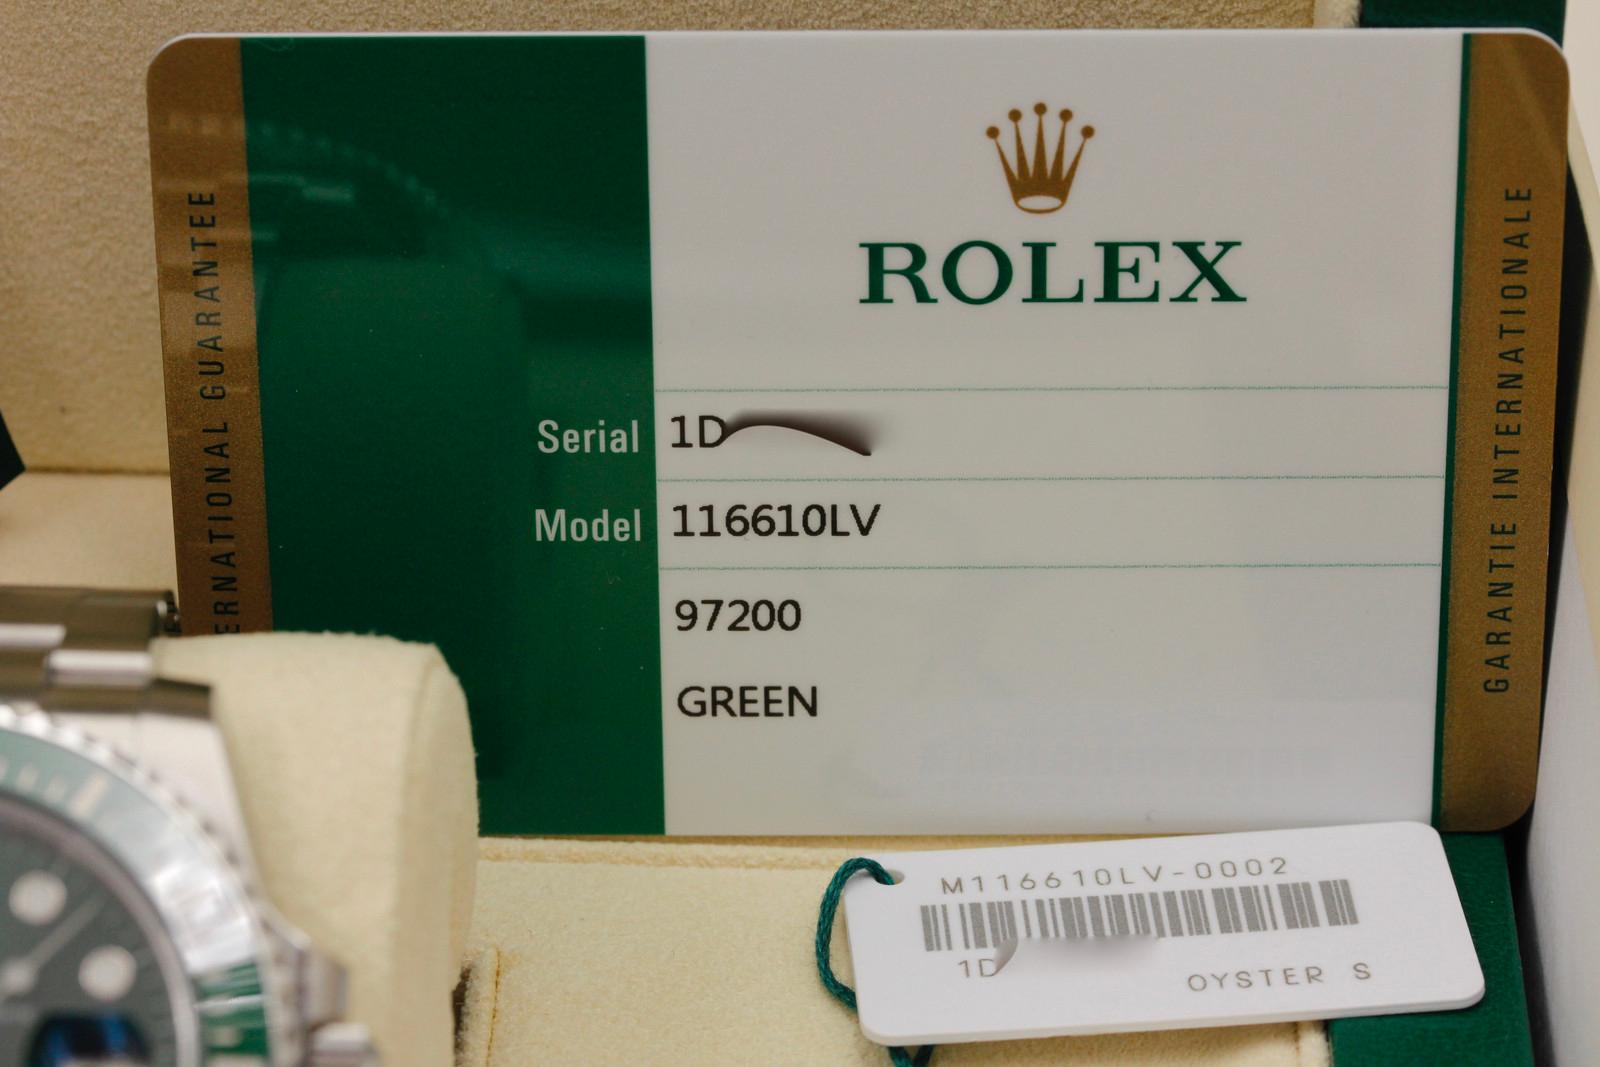 INTERNATIONAL GUARANTEE
ROLEX
Serial 1D
Model 116610LV
97200
GREEN
GARANTIE INTERNATIONALE
M116610LV-0002
1D
OYSTER S